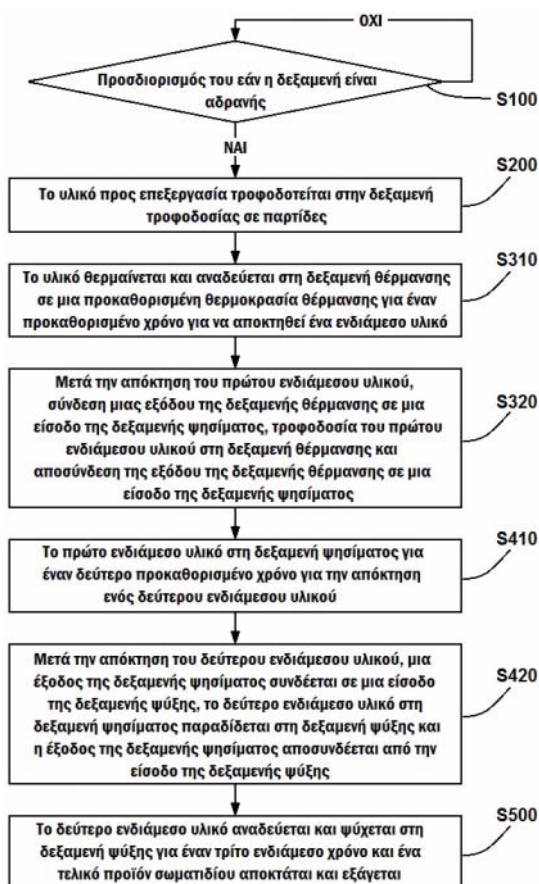 ΟΧΙ
Προσδιορισμός του εάν η δεξαμενή είναι
αδρανής
S100
ΝΑΙ
S200
Το υλικό προς επεξεργασία τροφοδοτείται στην δεξαμενή
τροφοδοσίας σε παρτίδες
S310
Το υλικό θερμαίνεται και αναδεύεται στη δεξαμενή θέρμανσης
σε μια προκαθορισμένη θερμοκρασία θέρμανσης για έναν
προκαθορισμένο χρόνο για να αποκτηθεί ένα ενδιάμεσο υλικό
S320
Μετά την απόκτηση του πρώτου ενδιάμεσου υλικού,
σύνδεση μιας εξόδου της δεξαμενής θέρμανσης σε μια
είσοδο της δεξαμενής ψησίματος, τροφοδοσία του πρώτου
ενδιάμεσου υλικού στη δεξαμενή θέρμανσης και
αποσύνδεση της εξόδου της δεξαμενής θέρμανσης σε μια
είσοδο της δεξαμενής ψησίματος
S410
Το πρώτο ενδιάμεσο υλικό στη δεξαμενή ψησίματος για
έναν δεύτερο προκαθορισμένο χρόνο για την απόκτηση
ενός δεύτερου ενδιάμεσου υλικού
S420
Μετά την απόκτηση του δεύτερου ενδιάμεσου υλικού, μια
έξοδος της δεξαμενής ψησίματος συνδέεται σε μια είσοδο
της δεξαμενής ψύξης, το δεύτερο ενδιάμεσο υλικό στη
δεξαμενή ψησίματος παραδίδεται στη δεξαμενή ψύξης και
η έξοδος της δεξαμενής ψησίματος αποσυνδέεται από την
είσοδο της δεξαμενής ψύξης
S500
Το δεύτερο ενδιάμεσο υλικό αναδεύεται και ψύχεται στη
δεξαμενή ψύξης για έναν τρίτο ενδιάμεσο χρόνο και ένα
τελικό προϊόν σωματιδίου αποκτάται και εξάγεται